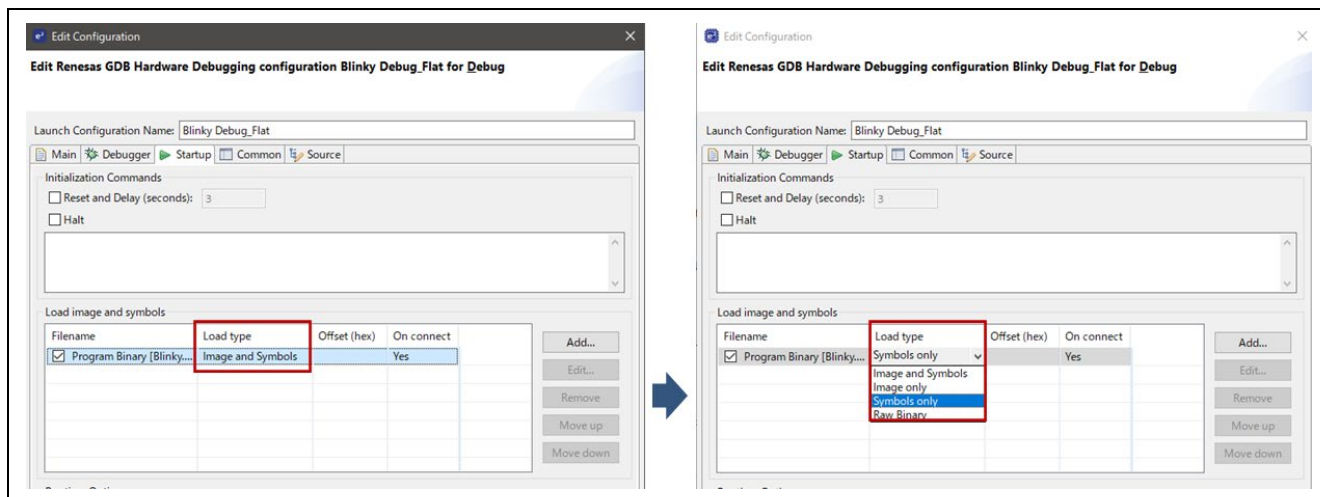 Edit Configuration
Edit Renesas GDB Hardware Debugging configuration Blinky Debug_Flat for Debug
Launch Configuration Name: Blinky Debug_Flat
Main Debugger Startup Common Source
Initialization Commands
Reset and Delay (seconds): 3
Halt
Load image and symbols
Filename Load type Offset (hex) On connect
Program Binary [Blinky.... Image and Symbols Yes
Add...
Edit...
Remove
Move up
Move down
Edit Configuration
Edit Renesas GDB Hardware Debugging configuration Blinky Debug_Flat for Debug
Launch Configuration Name: Blinky Debug_Flat
Main Debugger Startup Common Source
Initialization Commands
Reset and Delay (seconds): 3
Halt
Load image and symbols
Filename Load type Offset (hex) On connect
Program Binary [Blinky.... Symbols only Yes
Image and Symbols
Image only
Symbols only
Raw Binary
Add...
Edit...
Remove
Move up
Move down